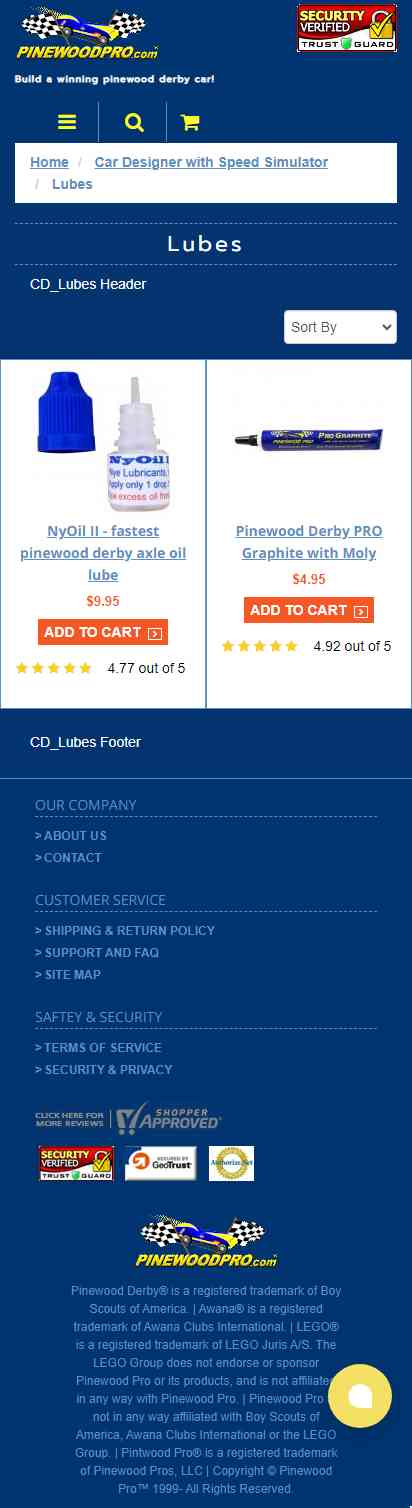 PINEWOODPRO.com
SECURITY
VERIFIED
TRUST GUARD
Build a winning pinewood derby car!
Home / Car Designer with Speed Simulator
/ Lubes
Lubes
CD_Lubes Header
Sort By
NyOil II
Nye Lubricants
Apply only 1 drop
excess oil
NyOil II - fastest
pinewood derby axle oil
lube
$9.95
ADD TO CART
4.77 out of 5
PINEWOOD PRO PRO GRAPHITE
Pinewood Derby PRO
Graphite with Moly
$4.95
ADD TO CART
4.92 out of 5
CD_Lubes Footer
OUR COMPANY
> ABOUT US
> CONTACT
CUSTOMER SERVICE
> SHIPPING & RETURN POLICY
> SUPPORT AND FAQ
> SITE MAP
SAFTEY & SECURITY
> TERMS OF SERVICE
> SECURITY & PRIVACY
CLICK HERE FOR
MORE REVIEWS
SHOPPER
APPROVED
SECURITY
VERIFIED
TRUST GUARD
SECURED BY
GeoTrust
Authorize.Net
PINEWOODPRO.com
Pinewood Derby® is a registered trademark of Boy
Scouts of America. | Awana® is a registered
trademark of Awana Clubs International. | LEGO®
is a registered trademark of LEGO Juris A/S. The
LEGO Group does not endorse or sponsor
Pinewood Pro or its products, and is not affiliated
in any way with Pinewood Pro. | Pinewood Pro
not in any way affiliated with Boy Scouts of
America, Awana Clubs International or the LEGO
Group. | Pintwood Pro® is a registered trademark
of Pinewood Pros, LLC | Copyright © Pinewood
Pro™ 1999- All Rights Reserved.